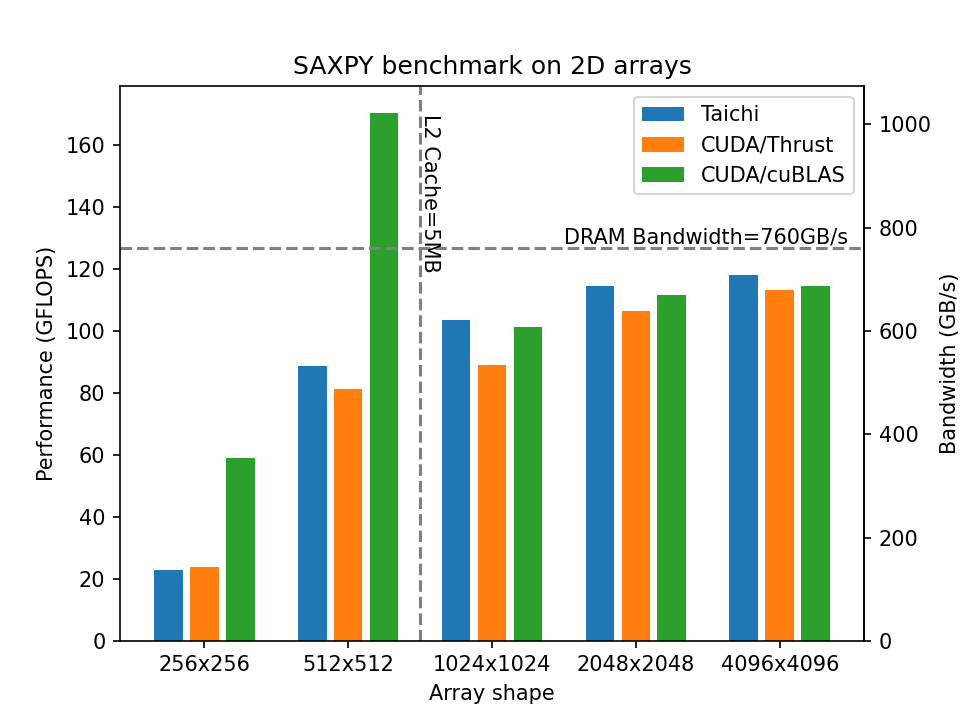 SAXPY benchmark on 2D arrays
Taichi
CUDA/Thrust
CUDA/cuBLAS
L2 Cache=5MB
DRAM Bandwidth=760GB/s
Performance (GFLOPS)
160
140
120
100
80
60
40
20
0
1000
800
600
400
200
0
Bandwidth (GB/s)
256x256 512x512 1024x1024 2048x2048 4096x4096
Array shape